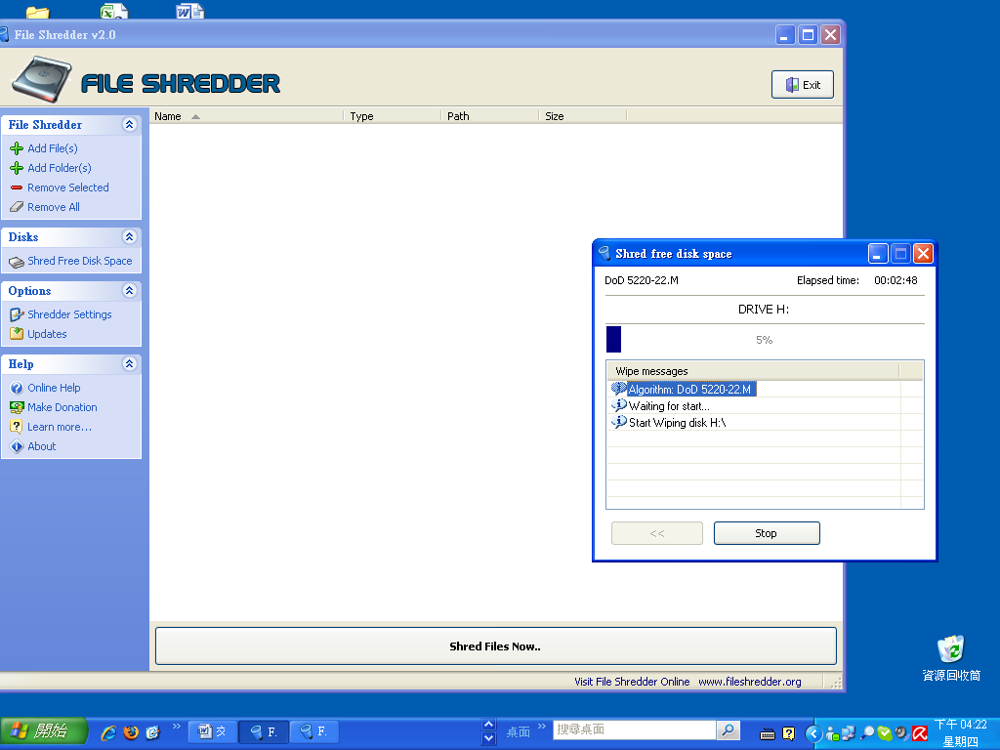 File Shredder v2.0
FILE SHREDDER
Exit
Name Type Path Size
File Shredder
Add File(s)
Add Folder(s)
Remove Selected
Remove All
Disks
Shred Free Disk Space
Options
Shredder Settings
Updates
Help
Online Help
Make Donation
Learn more...
About
Shred free disk space
DoD 5220-22.M Elapsed time: 00:02:48
DRIVE H:
5%
Wipe messages
Algorithm: DoD 5220-22.M
Waiting for start...
Start Wiping disk H:\
<< Stop
Shred Files Now..
Visit File Shredder Online www.fileshredder.org
資源回收筒
開始 文 F. F. 桌面 搜尋桌面 下午 04:22
星期四